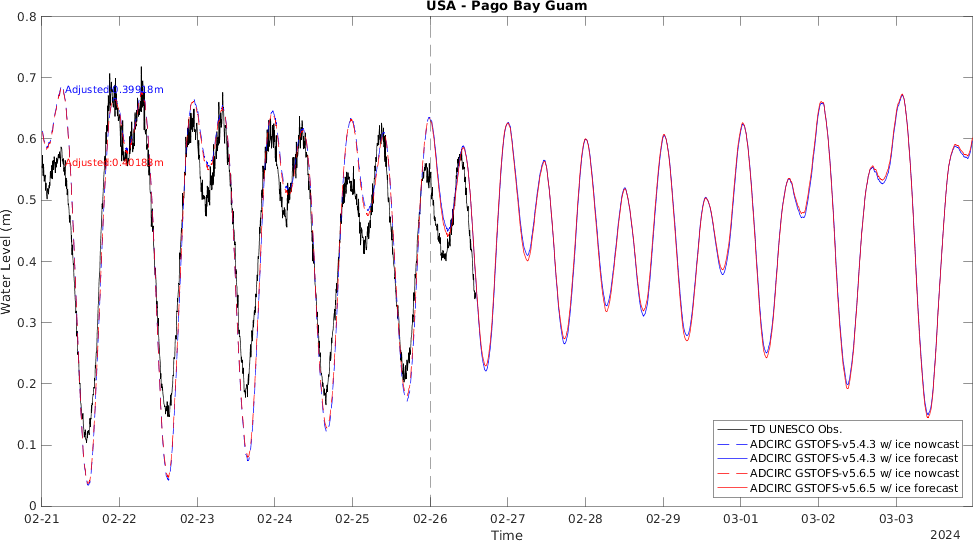 USA - Pago Bay Guam
0.8
0.7
0.6
0.5
0.4
0.3
0.2
0.1
0
Water Level (m)
Adjusted:0.39918m
Adjusted:0.40183m
TD UNESCO Obs.
ADCIRC GSTOFS-v5.4.3 w/ ice nowcast
ADCIRC GSTOFS-v5.4.3 w/ ice forecast
ADCIRC GSTOFS-v5.6.5 w/ ice nowcast
ADCIRC GSTOFS-v5.6.5 w/ ice forecast
02-21 02-22 02-23 02-24 02-25 02-26 02-27 02-28 02-29 03-01 03-02 03-03
Time
2024